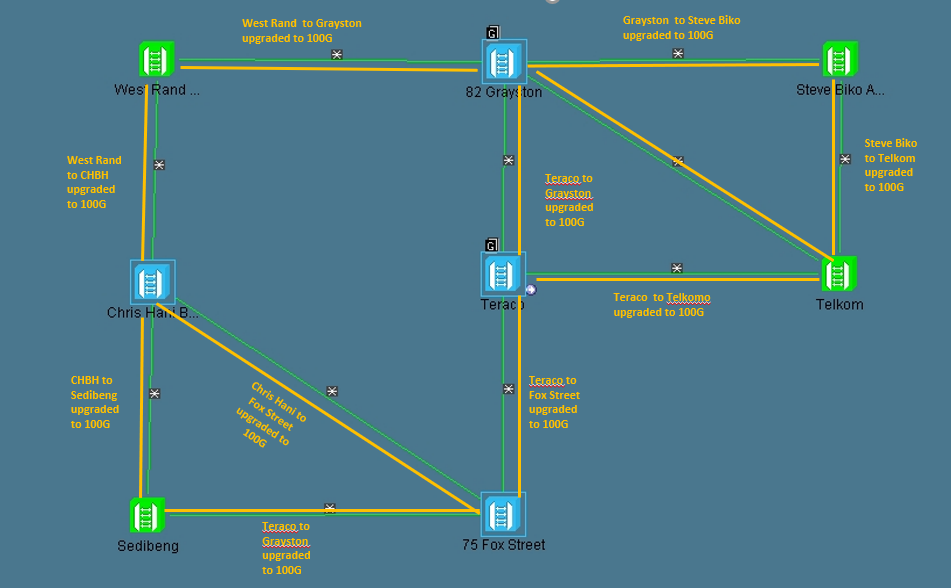 West Rand to Grayston
upgraded to 100G
Grayston to Steve Biko
upgraded to 100G
G
West Rand ...
82 Grayston
Steve Biko A...
West Rand
to CHBH
upgraded
to 100G
Steve Biko
to Telkom
upgraded
to 100G
Teraco to
Grayston
upgraded
to 100G
G
Chris Hani B...
Teraco
Telkom
Teraco to Telkomo
upgraded to 100G
CHBH to
Sedibeng
upgraded
to 100G
Chris Hani to
Fox Street
upgraded to
100G
Teraco to
Fox Street
upgraded
to 100G
Sedibeng
75 Fox Street
Teraco to
Grayston
upgraded
to 100G